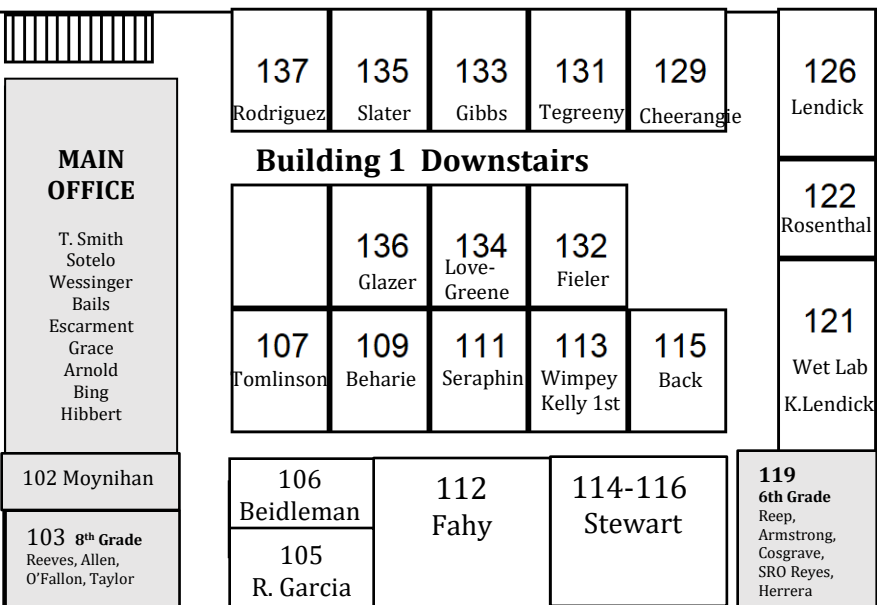 137
Rodriguez
135
Slater
133
Gibbs
131
Tegreeny
129
Cheerangie
126
Lendick
MAIN
OFFICE
T. Smith
Sotelo
Wessinger
Bails
Escarment
Grace
Arnold
Bing
Hibbert
Building 1 Downstairs
122
Rosenthal
136
Glazer
134
Love-
Greene
132
Fieler
121
Wet Lab
K.Lendick
107
Tomlinson
109
Beharie
111
Seraphin
113
Wimpey
Kelly 1st
115
Back
102 Moynihan
103 8th Grade
Reeves, Allen,
O'Fallon, Taylor
106
Beidleman
105
R. Garcia
112
Fahy
114-116
Stewart
119
6th Grade
Reep,
Armstrong,
Cosgrave,
SRO Reyes,
Herrera